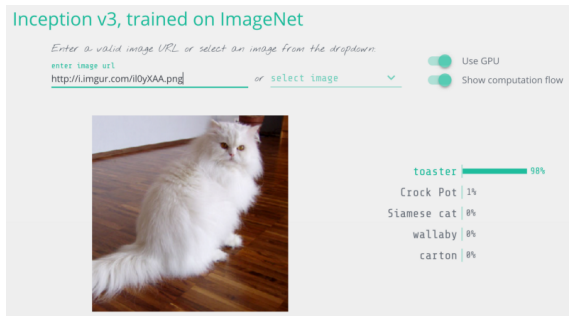 Inception v3, trained on ImageNet
Enter a valid image URL or select an image from the dropdown:
enter image url
http://i.imgur.com/il0yXAA.png or select image
Use GPU
Show computation flow
toaster 98%
Crock Pot 1%
Siamese cat 0%
wallaby 0%
carton 0%